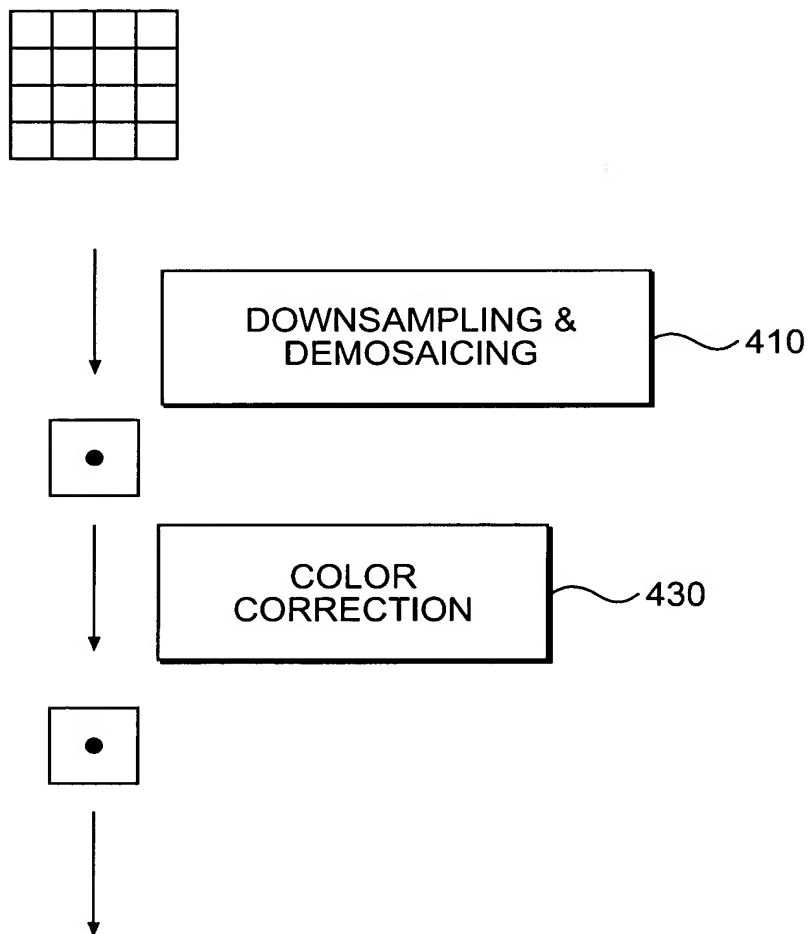 DOWNSAMPLING &
DEMOSAICING
410
COLOR
CORRECTION
430